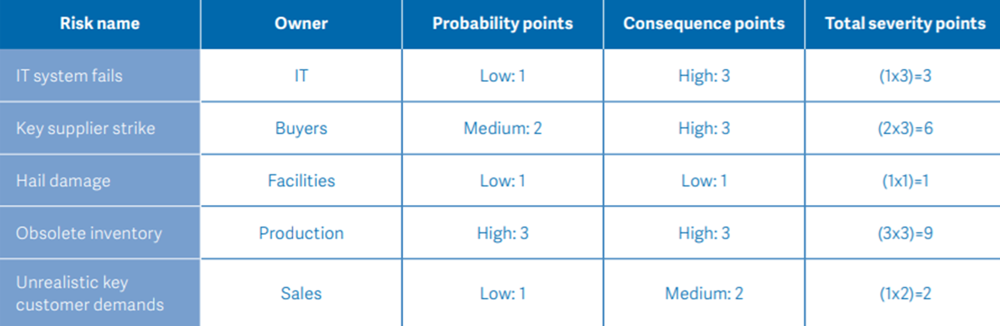 Risk name Owner Probability points Consequence points Total severity points
IT system fails IT Low: 1 High: 3 (1x3)=3
Key supplier strike Buyers Medium: 2 High: 3 (2x3)=6
Hail damage Facilities Low: 1 Low: 1 (1x1)=1
Obsolete inventory Production High: 3 High: 3 (3x3)=9
Unrealistic key
customer demands Sales Low: 1 Medium: 2 (1x2)=2